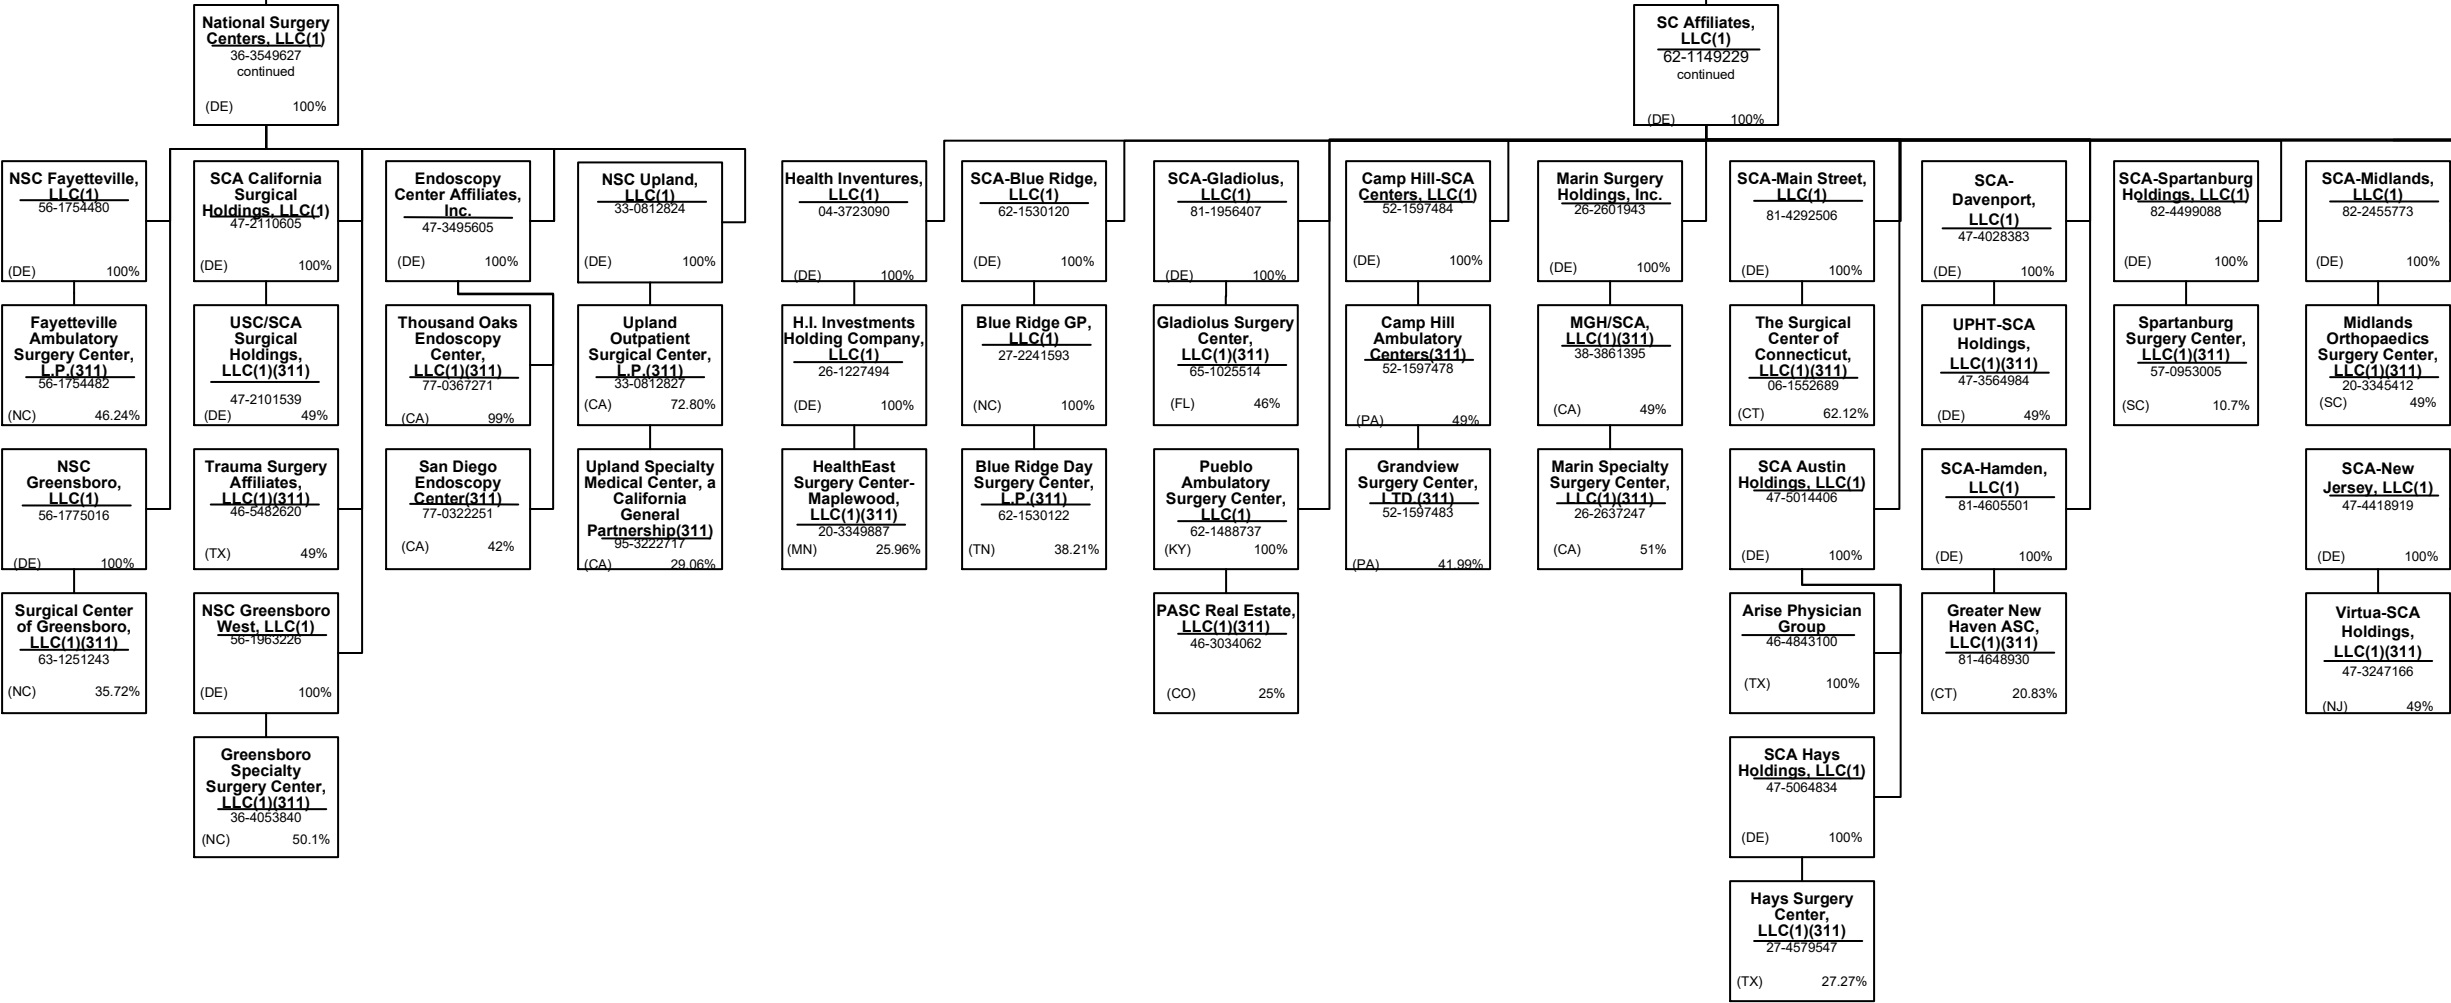 National Surgery
Centers, LLC(1)
36-3549627
continued
(DE) 100%
SC Affiliates,
LLC(1)
62-1149229
continued
(DE) 100%
NSC Fayetteville,
LLC(1)
56-1754480
(DE) 100%
SCA California
Surgical
Holdings, LLC(1)
47-2110605
(DE) 100%
Endoscopy
Center Affiliates,
Inc.
47-3495605
(DE) 100%
NSC Upland,
LLC(1)
33-0812824
(DE) 100%
Health Inventures,
LLC(1)
04-3723090
(DE) 100%
SCA-Blue Ridge,
LLC(1)
62-1530120
(DE) 100%
SCA-Gladiolus,
LLC(1)
81-1956407
(DE) 100%
Camp Hill-SCA
Centers, LLC(1)
52-1597484
(DE) 100%
Marin Surgery
Holdings, Inc.
26-2601943
(DE) 100%
SCA-Main Street,
LLC(1)
81-4292506
(DE) 100%
SCA-
Davenport,
LLC(1)
47-4028383
(DE) 100%
SCA-Spartanburg
Holdings, LLC(1)
82-4499088
(DE) 100%
SCA-Midlands,
LLC(1)
82-2455773
(DE) 100%
Fayetteville
Ambulatory
Surgery Center,
L.P.(311)
56-1754482
(NC) 46.24%
USC/SCA
Surgical
Holdings,
LLC(1)(311)
47-2101539
(DE) 49%
Thousand Oaks
Endoscopy
Center,
LLC(1)(311)
77-0367271
(CA) 99%
Upland
Outpatient
Surgical Center,
L.P.(311)
33-0812827
(CA) 72.80%
H.I. Investments
Holding Company,
LLC(1)
26-1227494
(DE) 100%
Blue Ridge GP,
LLC(1)
27-2241593
(NC) 100%
Gladiolus Surgery
Center,
LLC(1)(311)
65-1025514
(FL) 46%
Camp Hill
Ambulatory
Centers(311)
52-1597478
(PA) 49%
MGH/SCA,
LLC(1)(311)
38-3861395
(CA) 49%
The Surgical
Center of
Connecticut,
LLC(1)(311)
06-1552689
(CT) 62.12%
UPHT-SCA
Holdings,
LLC(1)(311)
47-3564984
(DE) 49%
Spartanburg
Surgery Center,
LLC(1)(311)
57-0953005
(SC) 10.7%
Midlands
Orthopaedics
Surgery Center,
LLC(1)(311)
20-3345412
(SC) 49%
NSC
Greensboro,
LLC(1)
56-1775016
(DE) 100%
Trauma Surgery
Affiliates,
LLC(1)(311)
46-5482620
(TX) 49%
San Diego
Endoscopy
Center(311)
77-0322251
(CA) 42%
Upland Specialty
Medical Center, a
California
General
Partnership(311)
95-3222717
(CA) 29.06%
HealthEast
Surgery Center-
Maplewood,
LLC(1)(311)
20-3349887
(MN) 25.96%
Blue Ridge Day
Surgery Center,
L.P.(311)
62-1530122
(TN) 38.21%
Pueblo
Ambulatory
Surgery Center,
LLC(1)
62-1488737
(KY) 100%
Grandview
Surgery Center,
LTD.(311)
52-1597483
(PA) 41.99%
Marin Specialty
Surgery Center,
LLC(1)(311)
26-2637247
(CA) 51%
SCA Austin
Holdings, LLC(1)
47-5014406
(DE) 100%
SCA-Hamden,
LLC(1)
81-4605501
(DE) 100%
SCA-New
Jersey, LLC(1)
47-4418919
(DE) 100%
Surgical Center
of Greensboro,
LLC(1)(311)
63-1251243
(NC) 35.72%
NSC Greensboro
West, LLC(1)
56-1963226
(DE) 100%
PASC Real Estate,
LLC(1)(311)
46-3034062
(CO) 25%
Arise Physician
Group
46-4843100
(TX) 100%
Greater New
Haven ASC,
LLC(1)(311)
81-4648930
(CT) 20.83%
Virtua-SCA
Holdings,
LLC(1)(311)
47-3247166
(NJ) 49%
Greensboro
Specialty
Surgery Center,
LLC(1)(311)
36-4053840
(NC) 50.1%
SCA Hays
Holdings, LLC(1)
47-5064834
(DE) 100%
Hays Surgery
Center,
LLC(1)(311)
27-4579547
(TX) 27.27%